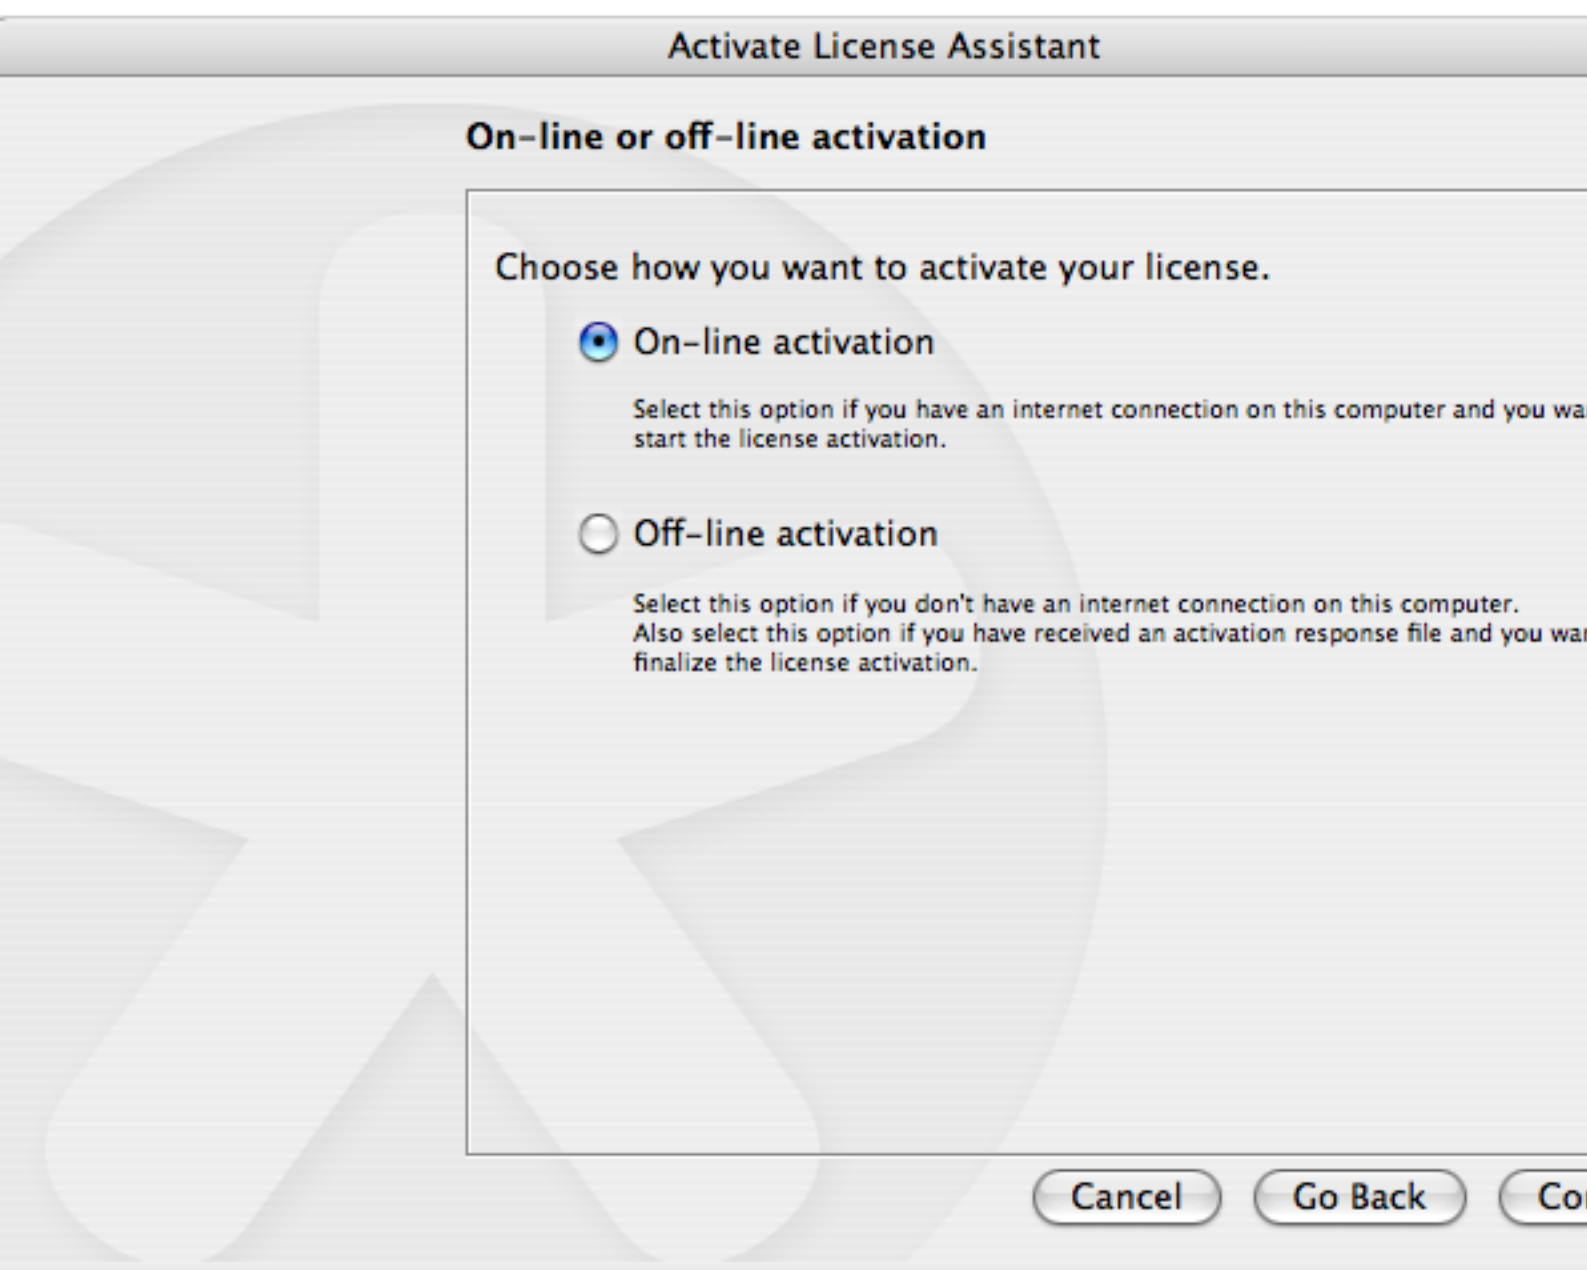 Activate License Assistant
On-line or off-line activation
Choose how you want to activate your license.
On-line activation
Select this option if you have an internet connection on this computer and you
start the license activation.
Off-line activation
Select this option if you don't have an internet connection on this computer.
Also select this option if you have received an activation response file and you
finalize the license activation.
Cancel
Go Back